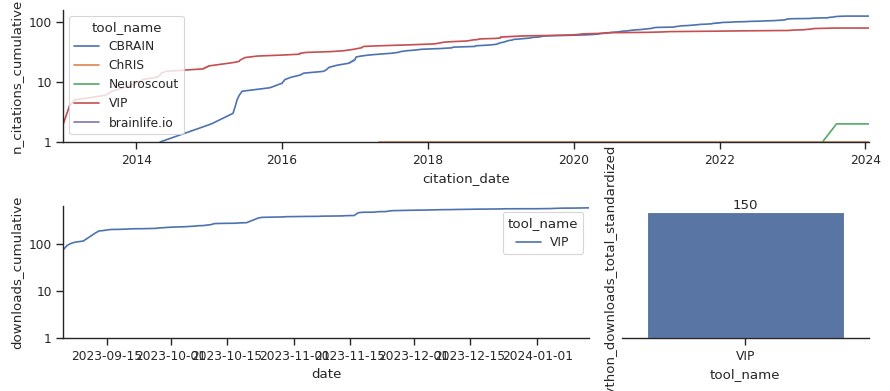 n_citations_cumulative
100
10
1
tool_name
CBRAIN
ChRIS
Neuroscout
VIP
brainlife.io
2014
2016
2018
2020
2022
2024
citation_date
downloads_cumulative
100
10
1
tool_name
VIP
2023-09-15
2023-10-01
2023-10-15
2023-11-01
2023-11-15
2023-12-01
2023-12-15
2024-01-01
date
ython_downloads_total_standardized
150
VIP
tool_name